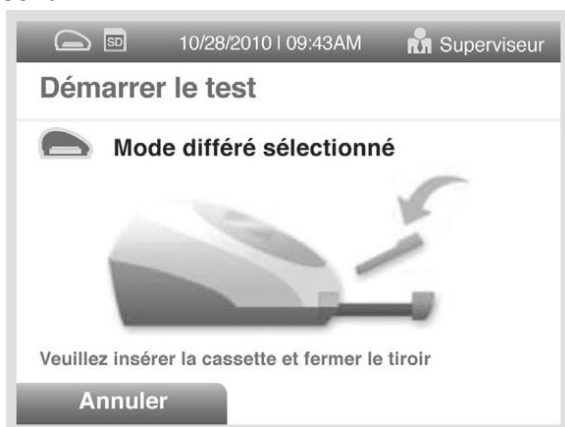 SD 10/28/2010 I 09:43AM Superviseur
Démarrer le test
Mode différé sélectionné
Veuillez insérer la cassette et fermer le tiroir
Annuler